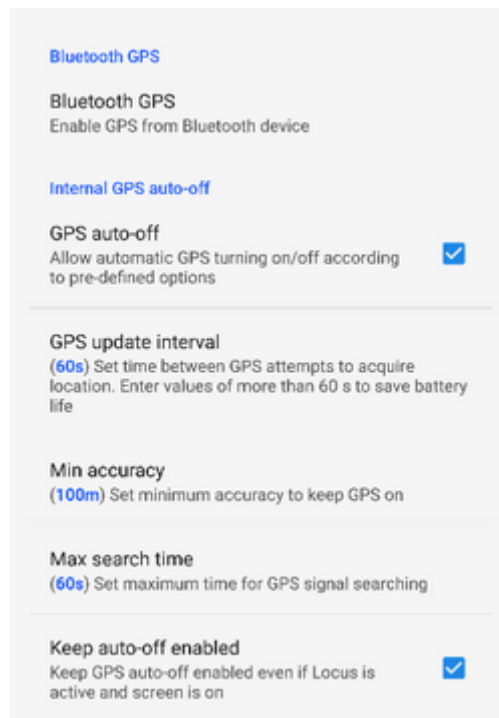 Bluetooth GPS
Bluetooth GPS
Enable GPS from Bluetooth device
Internal GPS auto-off
GPS auto-off
Allow automatic GPS turning on/off according
to pre-defined options
GPS update interval
(60s) Set time between GPS attempts to acquire
location. Enter values of more than 60 s to save battery
life
Min accuracy
(100m) Set minimum accuracy to keep GPS on
Max search time
(60s) Set maximum time for GPS signal searching
Keep auto-off enabled
Keep GPS auto-off enabled even if Locus is
active and screen is on